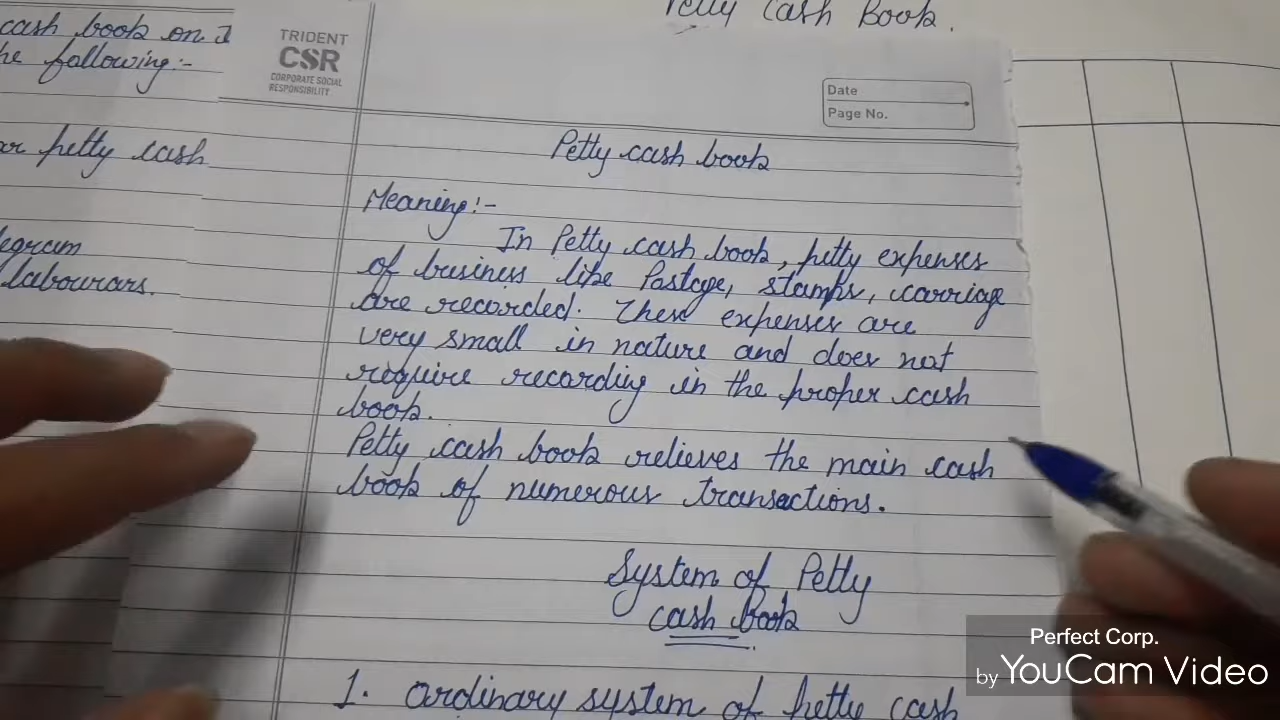 Petty Cash Book.
cash book on
he following:-
petty cash
egram
labourars.
TRIDENT
CSR
CORPORATE SOCIAL
RESPONSIBILITY
Date
Page No.
Petty cash book
Meaning:-
In Petty cash book, petty expenses
of business like Postage, stamps, carriage
are recorded. These expenses are
very small in nature and does not
require recording in the proper cash
book.
Petty cash book relieves the main cash
book of numerous transactions.
System of Petty
cash book
1. ordinary system of petty cash
Perfect Corp.
by YouCam Video